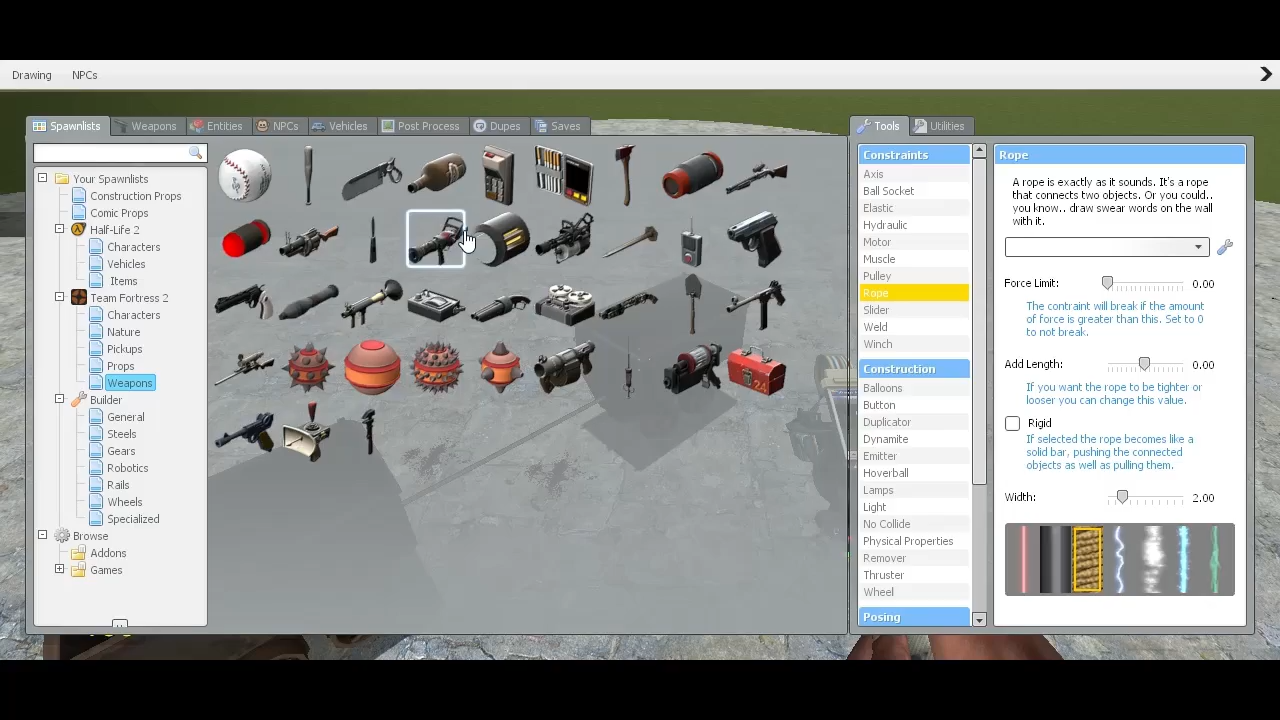 Drawing NPCs
Spawnlists Weapons Entities NPCs Vehicles Post Process Dupes Saves
Your Spawnlists
Construction Props
Comic Props
Half-Life 2
Characters
Vehicles
Items
Team Fortress 2
Characters
Nature
Pickups
Props
Weapons
Builder
General
Steels
Gears
Robotics
Rails
Wheels
Specialized
Browse
Addons
Games
24
Tools Utilities
Constraints
Axis
Ball Socket
Elastic
Hydraulic
Motor
Muscle
Pulley
Rope
Slider
Weld
Winch
Construction
Balloons
Button
Duplicator
Dynamite
Emitter
Hoverball
Lamps
Light
No Collide
Physical Properties
Remover
Thruster
Wheel
Posing
Rope
A rope is exactly as it sounds. It's a rope
that connects two objects. Or you could..
you know.. draw swear words on the wall
with it.
Force Limit: 0.00
The contraint will break if the amount
of force is greater than this. Set to 0
to not break.
Add Length: 0.00
If you want the rope to be tighter or
looser you can change this value.
Rigid
If selected the rope becomes like a
solid bar, pushing the connected
objects as well as pulling them.
Width: 2.00